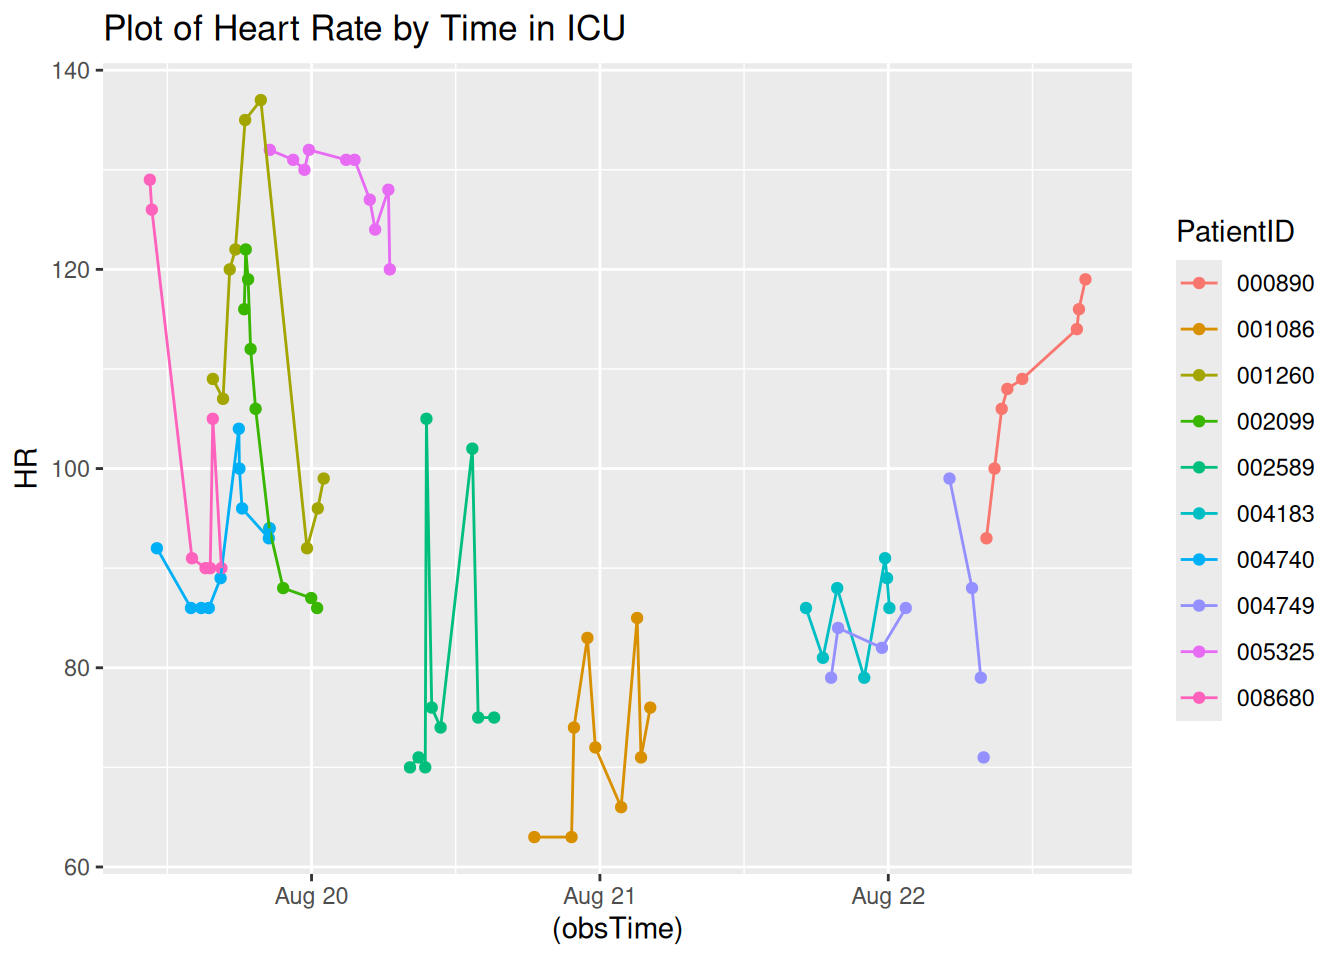 Plot of Heart Rate by Time in ICU
140
120
100
80
60
HR
Aug 20
Aug 21
Aug 22
(obsTime)
PatientID
000890
001086
001260
002099
002589
004183
004740
004749
005325
008680